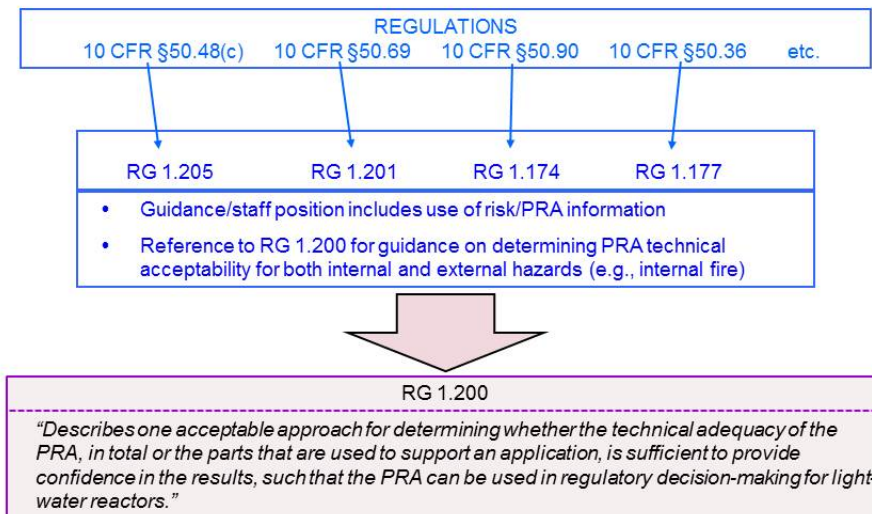 REGULATIONS
10 CFR §50.48(c) 10 CFR §50.69 10 CFR §50.90 10 CFR §50.36 etc.
RG 1.205 RG 1.201 RG 1.174 RG 1.177
• Guidance/staff position includes use of risk/PRA information
• Reference to RG 1.200 for guidance on determining PRA technical
acceptability for both internal and external hazards (e.g., internal fire)
RG 1.200
“Describes one acceptable approach for determining whether the technical adequacy of the
PRA, in total or the parts that are used to support an application, is sufficient to provide
confidence in the results, such that the PRA can be used in regulatory decision-making for light-
water reactors.”